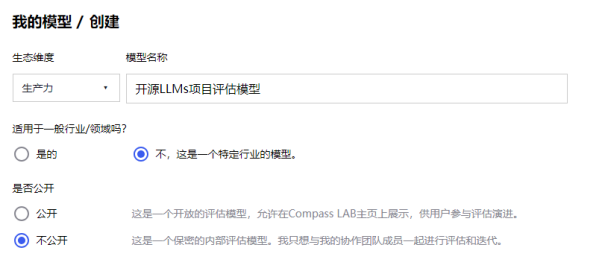 我的模型 / 创建
生态维度 模型名称
生产力 开源LLMs项目评估模型
适用于一般行业/领域吗?
是的 不，这是一个特定行业的模型。
是否公开
公开 这是一个开放的评估模型，允许在Compass LAB主页上展示，供用户参与评估演进。
不公开 这是一个保密的内部评估模型。我只想与我的协作团队成员一起进行评估和迭代。